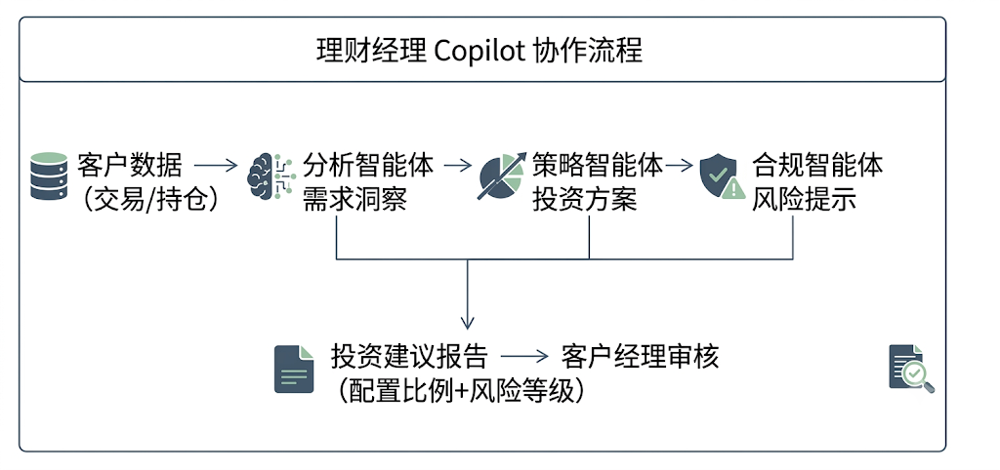 理财经理 Copilot 协作流程
客户数据
（交易/持仓）
分析智能体
需求洞察
策略智能体
投资方案
合规智能体
风险提示
投资建议报告
（配置比例+风险等级）
客户经理审核